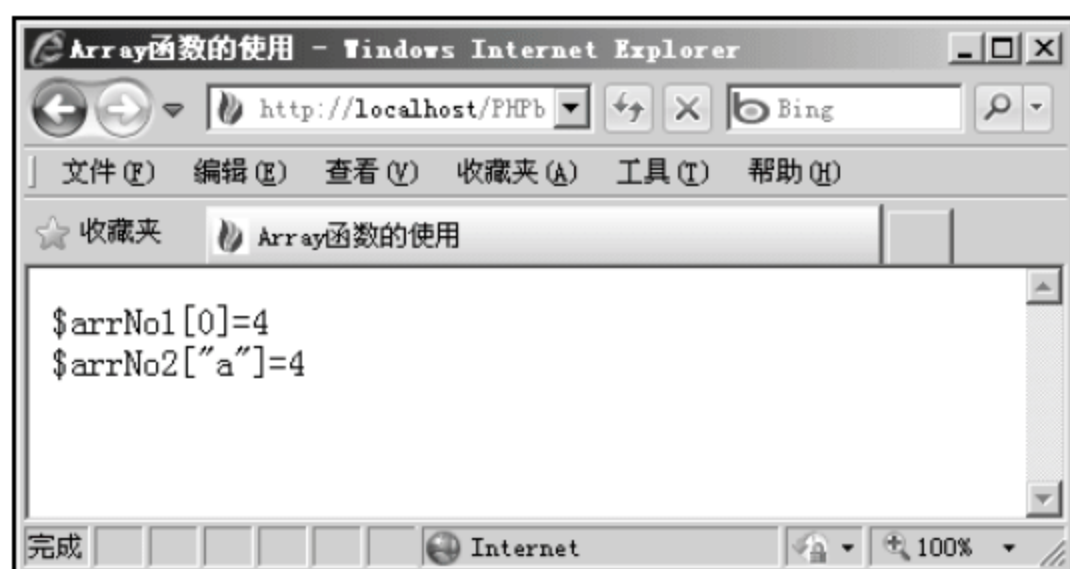 Array函数的使用 - Windows Internet Explorer
http://localhost/PHPb
Bing
文件(F) 编辑(E) 查看(V) 收藏夹(A) 工具(T) 帮助(H)
收藏夹 Array函数的使用
$arrNo1[0]=4
$arrNo2["a"]=4
完成 Internet 100%